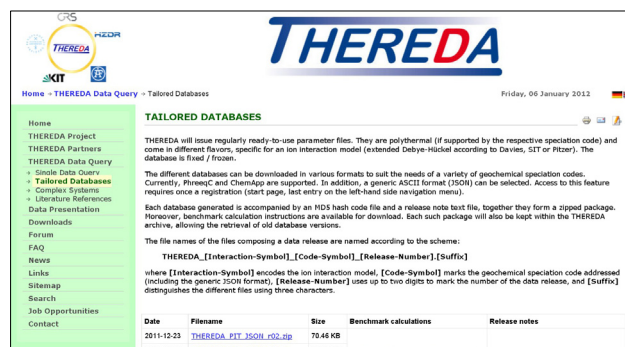 GRS
HZDR
THEREDA
KIT
THEREDA
Home → THEREDA Data Query → Tailored Databases
Friday, 06 January 2012
Home
THEREDA Project
THEREDA Partners
THEREDA Data Query
Single Data Query
Tailored Databases
Complex Systems
Literature References
Data Presentation
Downloads
Forum
FAQ
News
Links
Sitemap
Search
Job Opportunities
Contact
TAILORED DATABASES
THEREDA will issue regularly ready-to-use parameter files. They are polythermal (if supported by the respective speciation code) and
come in different flavors, specific for an ion interaction model (extended Debye-Hückel according to Davies, SIT or Pitzer). The
database is fixed / frozen.
The different databases can be downloaded in various formats to suit the needs of a variety of geochemical speciation codes.
Currently, PhreeqC and ChemApp are supported. In addition, a generic ASCII format (JSON) can be selected. Access to this feature
requires once a registration (start page, last entry on the left-hand side navigation menu).
Each database generated is accompanied by an MD5 hash code file and a release note text file, together they form a zipped package.
Moreover, benchmark calculation instructions are available for download. Each such package will also be kept within the THEREDA
archive, allowing the retrieval of old database versions.
The file names of the files composing a data release are named according to the scheme:
THEREDA_[Interaction-Symbol]_[Code-Symbol]_[Release-Number].[Suffix]
where [Interaction-Symbol] encodes the ion interaction model, [Code-Symbol] marks the geochemical speciation code addressed
(including the generic JSON format), [Release-Number] uses up to two digits to mark the number of the data release, and [Suffix]
distinguishes the different files using three characters.
Date Filename Size Benchmark calculations Release notes
2011-12-23 THEREDA_PIT_JSON_r02.zip 70.46 KB